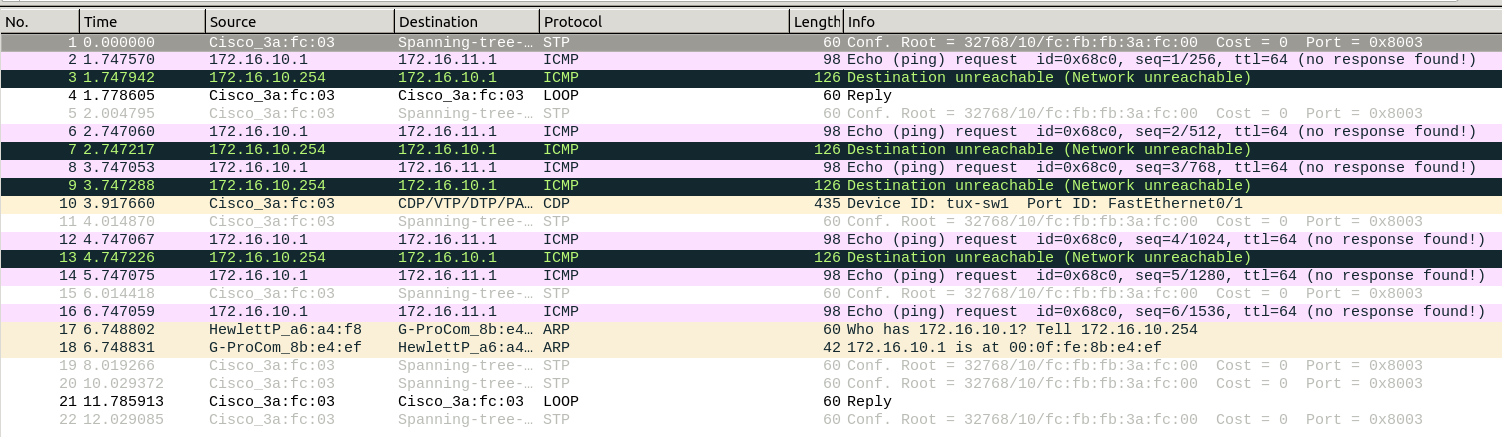 No. Time Source Destination Protocol Length Info
1 0.000000 Cisco_3a:fc:03 Spanning-tree-… STP 60 Conf. Root = 32768/10/fc:fb:fb:3a:fc:00 Cost = 0 Port = 0x8003
2 1.747570 172.16.10.1 172.16.11.1 ICMP 98 Echo (ping) request id=0x68c0, seq=1/256, ttl=64 (no response found!)
3 1.747942 172.16.10.254 172.16.10.1 ICMP 126 Destination unreachable (Network unreachable)
4 1.778605 Cisco_3a:fc:03 Cisco_3a:fc:03 LOOP 60 Reply
5 2.004795 Cisco_3a:fc:03 Spanning-tree-… STP 60 Conf. Root = 32768/10/fc:fb:fb:3a:fc:00 Cost = 0 Port = 0x8003
6 2.747060 172.16.10.1 172.16.11.1 ICMP 98 Echo (ping) request id=0x68c0, seq=2/512, ttl=64 (no response found!)
7 2.747217 172.16.10.254 172.16.10.1 ICMP 126 Destination unreachable (Network unreachable)
8 3.747053 172.16.10.1 172.16.11.1 ICMP 98 Echo (ping) request id=0x68c0, seq=3/768, ttl=64 (no response found!)
9 3.747288 172.16.10.254 172.16.10.1 ICMP 126 Destination unreachable (Network unreachable)
10 3.917660 Cisco_3a:fc:03 CDP/VTP/DTP/PA… CDP 435 Device ID: tux-sw1 Port ID: FastEthernet0/1
11 4.014870 Cisco_3a:fc:03 Spanning-tree-… STP 60 Conf. Root = 32768/10/fc:fb:fb:3a:fc:00 Cost = 0 Port = 0x8003
12 4.747067 172.16.10.1 172.16.11.1 ICMP 98 Echo (ping) request id=0x68c0, seq=4/1024, ttl=64 (no response found!)
13 4.747226 172.16.10.254 172.16.10.1 ICMP 126 Destination unreachable (Network unreachable)
14 5.747075 172.16.10.1 172.16.11.1 ICMP 98 Echo (ping) request id=0x68c0, seq=5/1280, ttl=64 (no response found!)
15 6.014418 Cisco_3a:fc:03 Spanning-tree-… STP 60 Conf. Root = 32768/10/fc:fb:fb:3a:fc:00 Cost = 0 Port = 0x8003
16 6.747059 172.16.10.1 172.16.11.1 ICMP 98 Echo (ping) request id=0x68c0, seq=6/1536, ttl=64 (no response found!)
17 6.748802 HewlettP_a6:a4:f8 G-ProCom_8b:e4… ARP 60 Who has 172.16.10.1? Tell 172.16.10.254
18 6.748831 G-ProCom_8b:e4:ef HewlettP_a6:a4… ARP 42 172.16.10.1 is at 00:0f:fe:8b:e4:ef
19 8.019266 Cisco_3a:fc:03 Spanning-tree-… STP 60 Conf. Root = 32768/10/fc:fb:fb:3a:fc:00 Cost = 0 Port = 0x8003
20 10.029372 Cisco_3a:fc:03 Spanning-tree-… STP 60 Conf. Root = 32768/10/fc:fb:fb:3a:fc:00 Cost = 0 Port = 0x8003
21 11.785913 Cisco_3a:fc:03 Cisco_3a:fc:03 LOOP 60 Reply
22 12.029085 Cisco_3a:fc:03 Spanning-tree-… STP 60 Conf. Root = 32768/10/fc:fb:fb:3a:fc:00 Cost = 0 Port = 0x8003